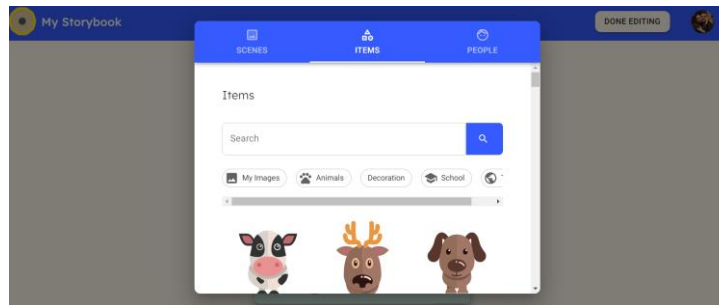 My Storybook
DONE EDITING
SCENES
ITEMS
PEOPLE
Items
Search
My Images
Animals
Decoration
School